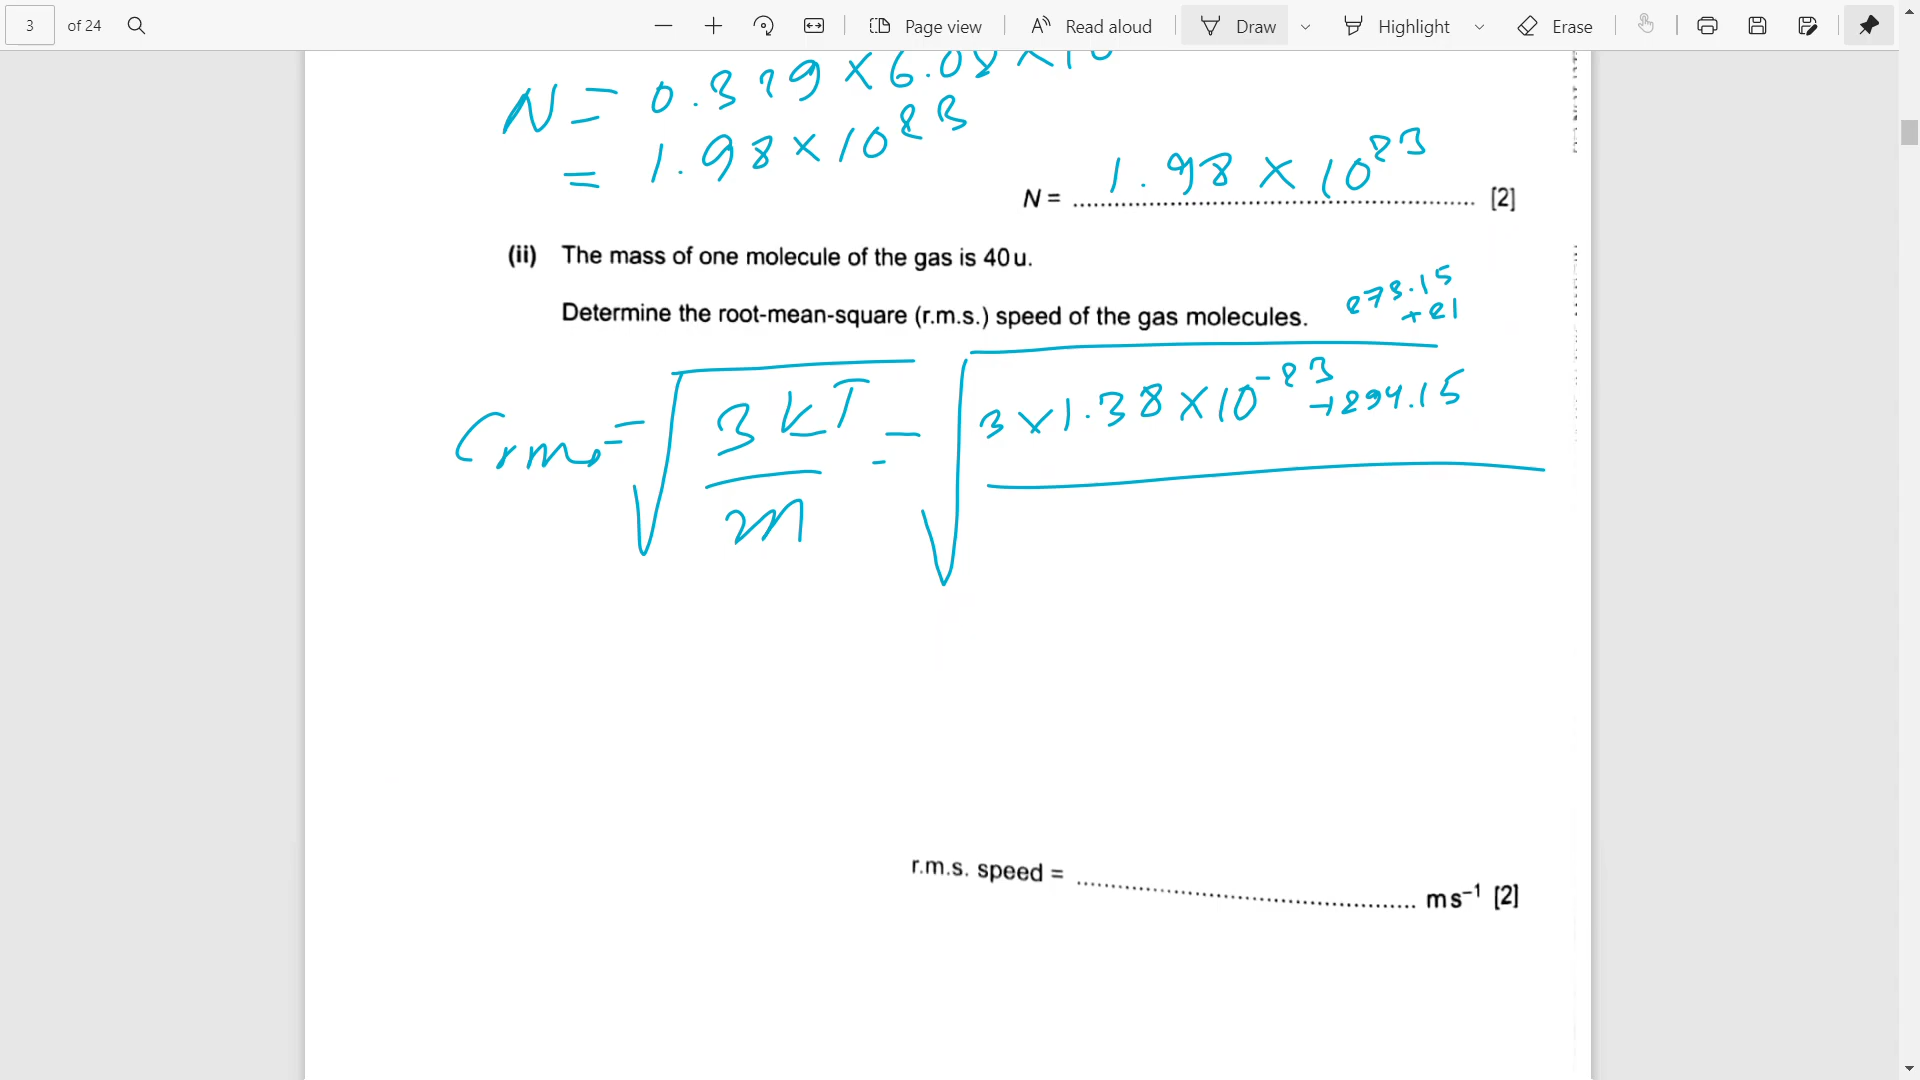 3 of 24 Page view Read aloud Draw Highlight Erase
N = 0.329 × 6.02 × 10
= 1.98 × 10²³
N = 1.98 × 10²³ [2]
(ii) The mass of one molecule of the gas is 40 u.
273.15
+21
Determine the root-mean-square (r.m.s.) speed of the gas molecules.
Crms = √(3kT/m) = √(3 × 1.38 × 10⁻²³ × 294.15
r.m.s. speed = ........ m s⁻¹ [2]